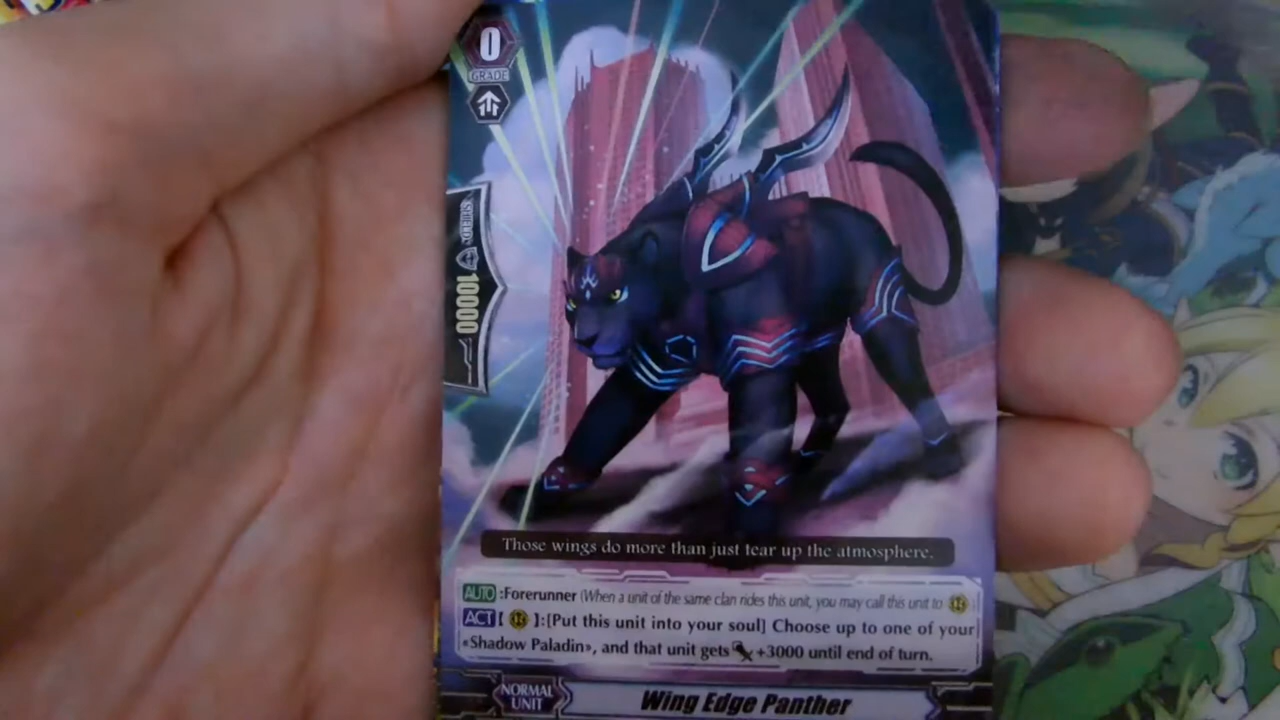 0
GRADE
SHIELD
10000
Those wings do more than just tear up the atmosphere.
AUTO:Forerunner (When a unit of the same clan rides this unit, you may call this unit to
ACT[ ]:[Put this unit into your soul] Choose up to one of your
«Shadow Paladin», and that unit gets +3000 until end of turn.
NORMAL
UNIT
Wing Edge Panther